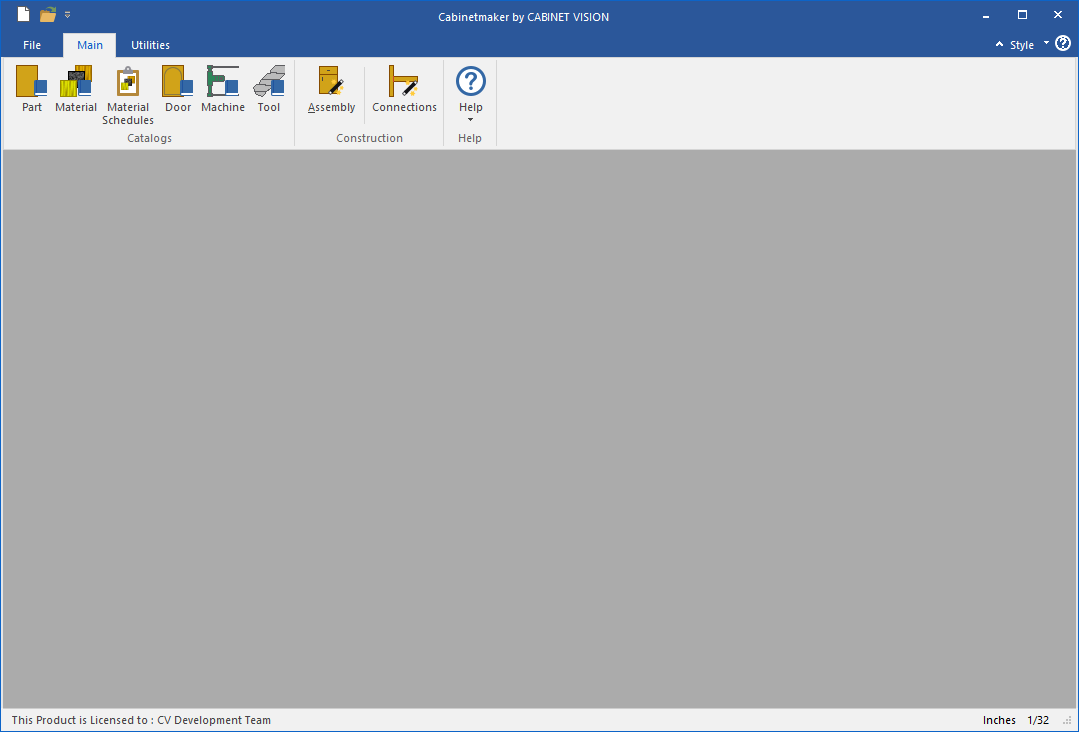 Cabinetmaker by CABINET VISION
File Main Utilities Style
Part Material Material Schedules Door Machine Tool Assembly Connections Help
Catalogs Construction Help
This Product is Licensed to : CV Development Team Inches 1/32